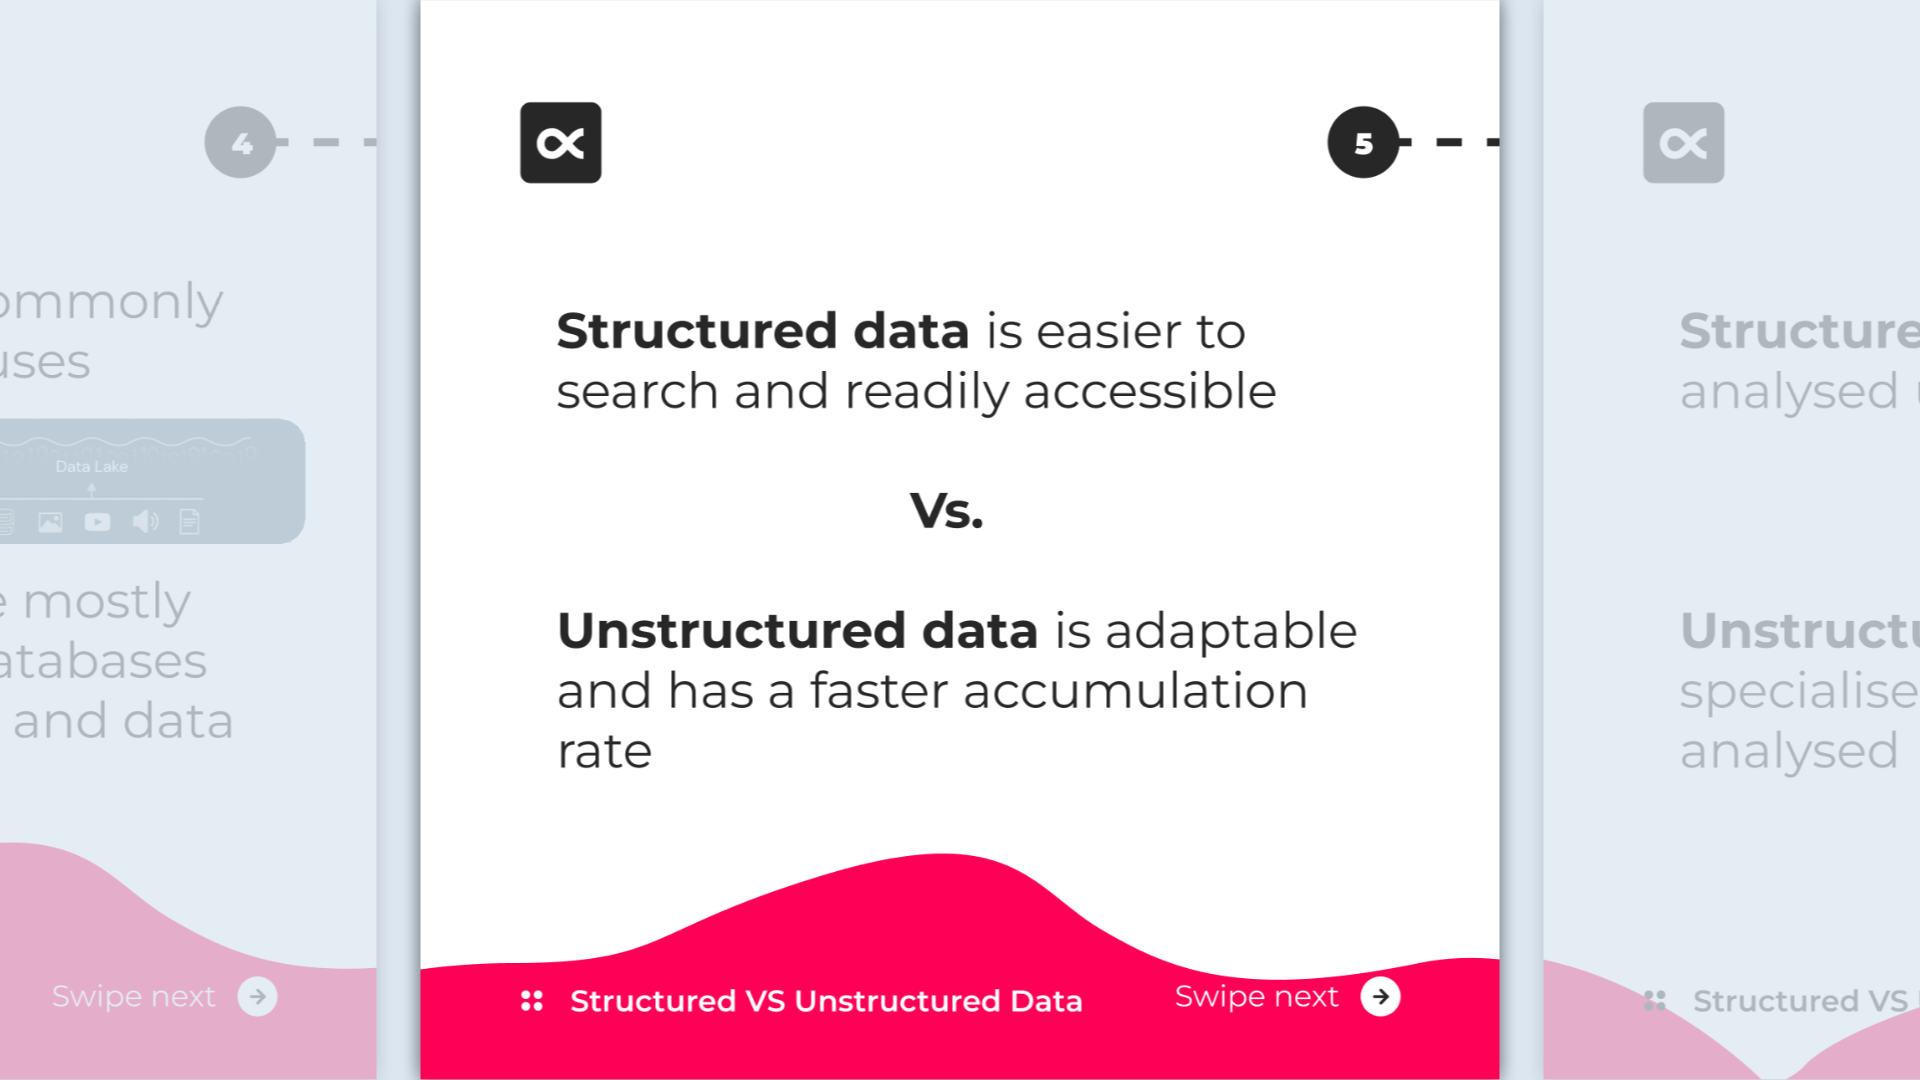 4
ommonly
uses
Data Lake
mostly
atabases
and data
Swipe next
5
Structured data is easier to
search and readily accessible
Vs.
Unstructured data is adaptable
and has a faster accumulation
rate
Structured VS Unstructured Data
Swipe next
Structure
analysed
Unstructu
specialise
analysed
Structured VS